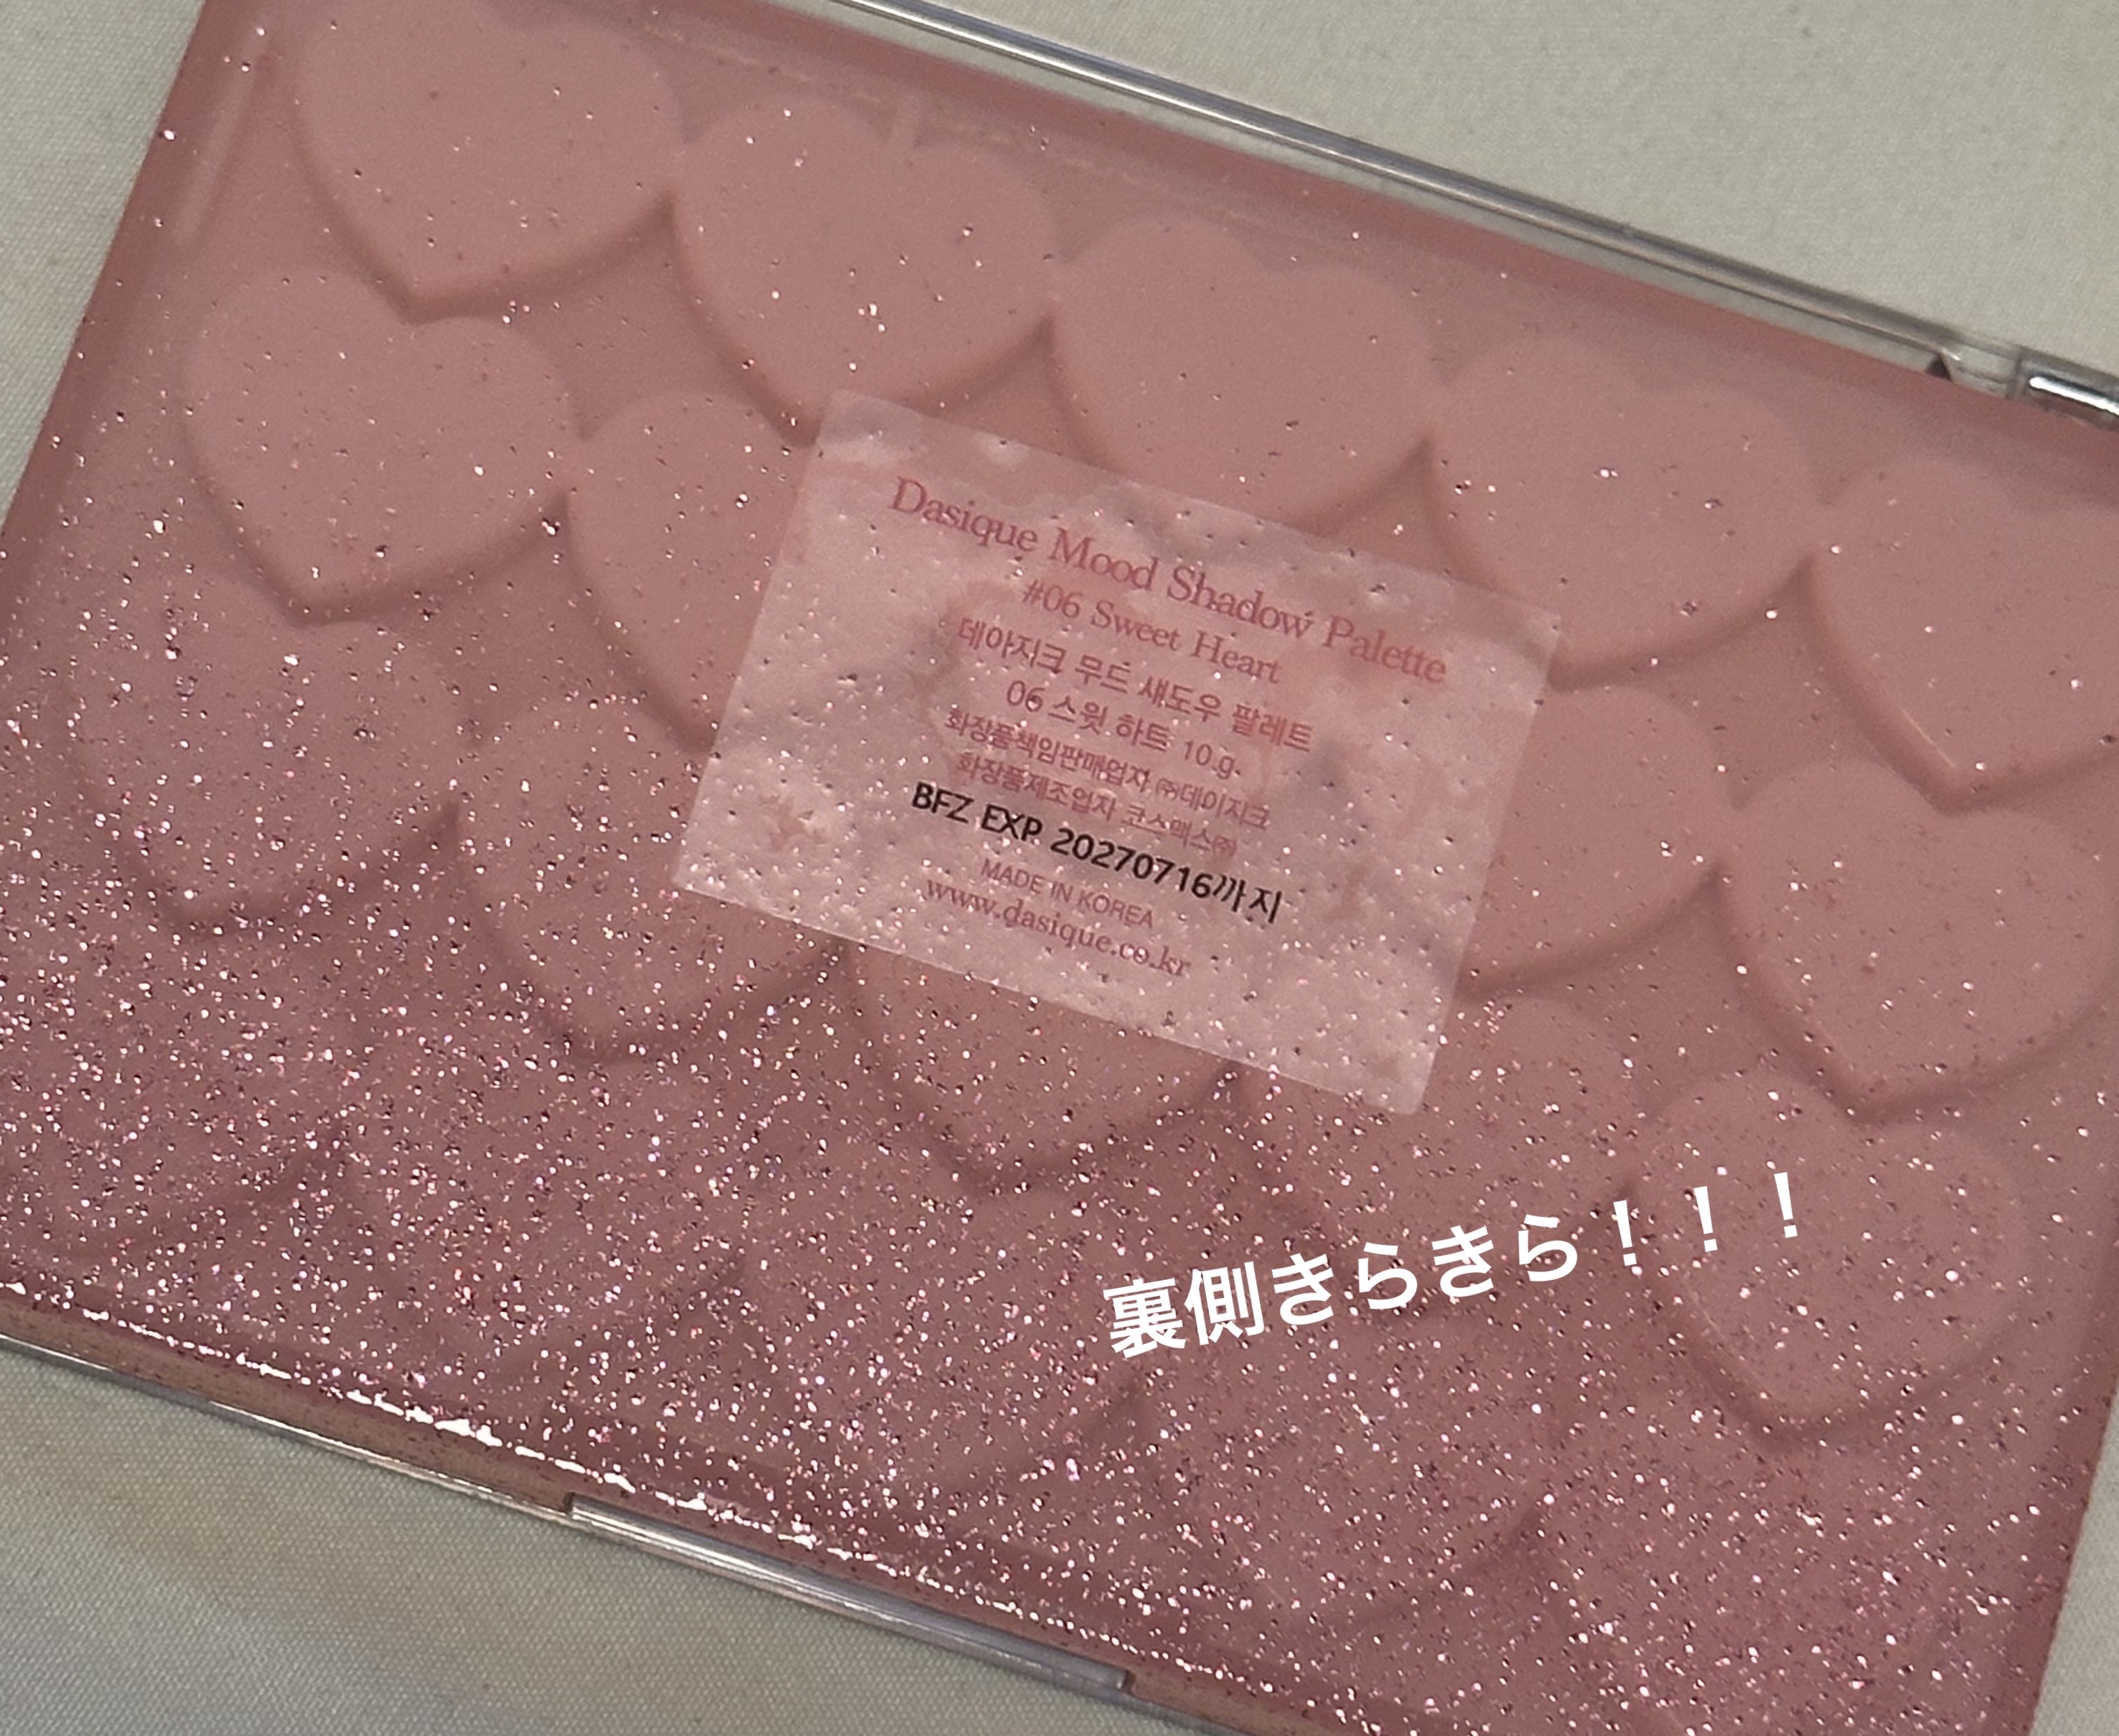 Dasique Mood Shadow Palette
#06 Sweet Heart
데이지크 무드 섀도우 팔레트
06 스윗 하트 10 g
화장품책임판매업자 ㈜데이지크
화장품제조업자 코스맥스㈜
BFZ EXP 20270716까지
MADE IN KOREA
www.dasique.co.kr
裏側きらきら！！！